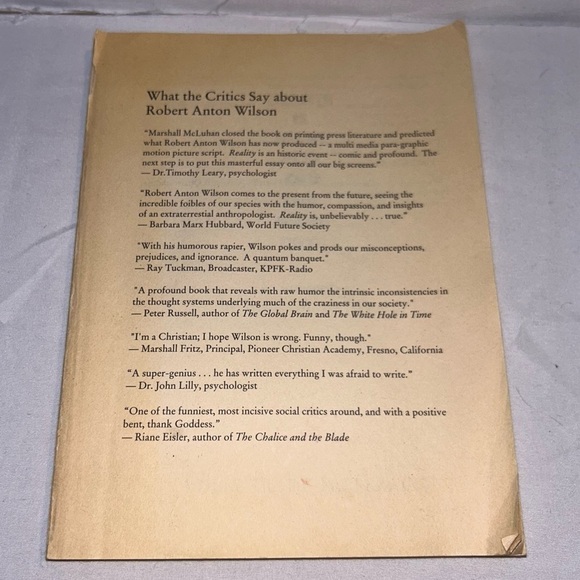 What the Critics Say about
Robert Anton Wilson
"Marshall McLuhan closed the book on printing press literature and predicted
what Robert Anton Wilson has now produced — a multi media para-graphic
motion picture script. Reality is an historic event — comic and profound. The
next step is to put this masterful essay onto all our big screens."
— Dr.Timothy Leary, psychologist
"Robert Anton Wilson comes to the present from the future, seeing the
incredible foibles of our species with the humor, compassion, and insights
of an extraterrestrial anthropologist. Reality is, unbelievably . . . true."
— Barbara Marx Hubbard, World Future Society
"With his humorous rapier, Wilson pokes and prods our misconceptions,
prejudices, and ignorance. A quantum banquet."
— Ray Tuckman, Broadcaster, KPFK-Radio
"A profound book that reveals with raw humor the intrinsic inconsistencies in
the thought systems underlying much of the craziness in our society."
— Peter Russell, author of The Global Brain and The White Hole in Time
"I'm a Christian; I hope Wilson is wrong. Funny, though."
— Marshall Fritz, Principal, Pioneer Christian Academy, Fresno, California
"A super-genius . . . he has written everything I was afraid to write."
— Dr. John Lilly, psychologist
"One of the funniest, most incisive social critics around, and with a positive
bent, thank Goddess."
— Riane Eisler, author of The Chalice and the Blade